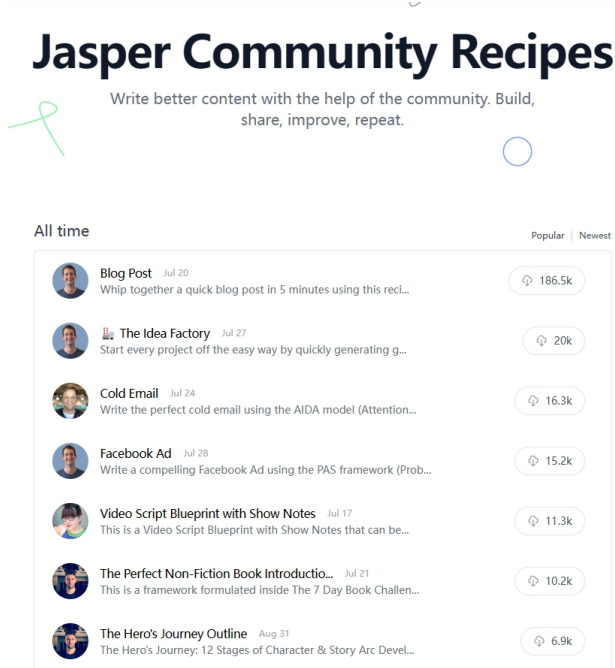 Jasper Community Recipes
Write better content with the help of the community. Build,
share, improve, repeat.
All time
Popular | Newest
Blog Post Jul 20
Whip together a quick blog post in 5 minutes using this reci...
186.5k
The Idea Factory Jul 27
Start every project off the easy way by quickly generating g...
20k
Cold Email Jul 24
Write the perfect cold email using the AIDA model (Attention...
16.3k
Facebook Ad Jul 28
Write a compelling Facebook Ad using the PAS framework (Prob...
15.2k
Video Script Blueprint with Show Notes Jul 17
This is a Video Script Blueprint with Show Notes that can be...
11.3k
The Perfect Non-Fiction Book Introductio... Jul 21
This is a framework formulated inside The 7 Day Book Challen...
10.2k
The Hero's Journey Outline Aug 31
The Hero's Journey: 12 Stages of Character & Story Arc Devel...
6.9k